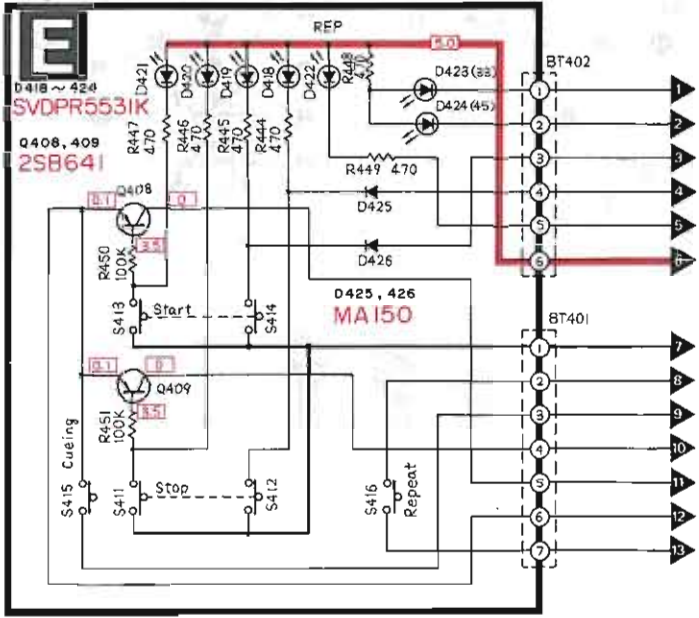 E
REP
5.0
BT402
D418 ~ 424
SVDPR5531K
D421
D420
D419
D418
D422
R448
470
D423(33)
D424(45)
R447
470
R446
470
R445
470
R444
470
Q408, 409
2SB641
R449 470
D425
D426
0.1
Q408
0
3.5
R450
100K
D425, 426
MA150
S413
Start
S414
BT401
0.1
0
Q409
3.5
R451
100K
Cueing
S415
S411
Stop
S412
S416
Repeat
1
2
3
4
5
6
1
2
3
4
5
6
7
1
2
3
4
5
6
7
8
9
10
11
12
13